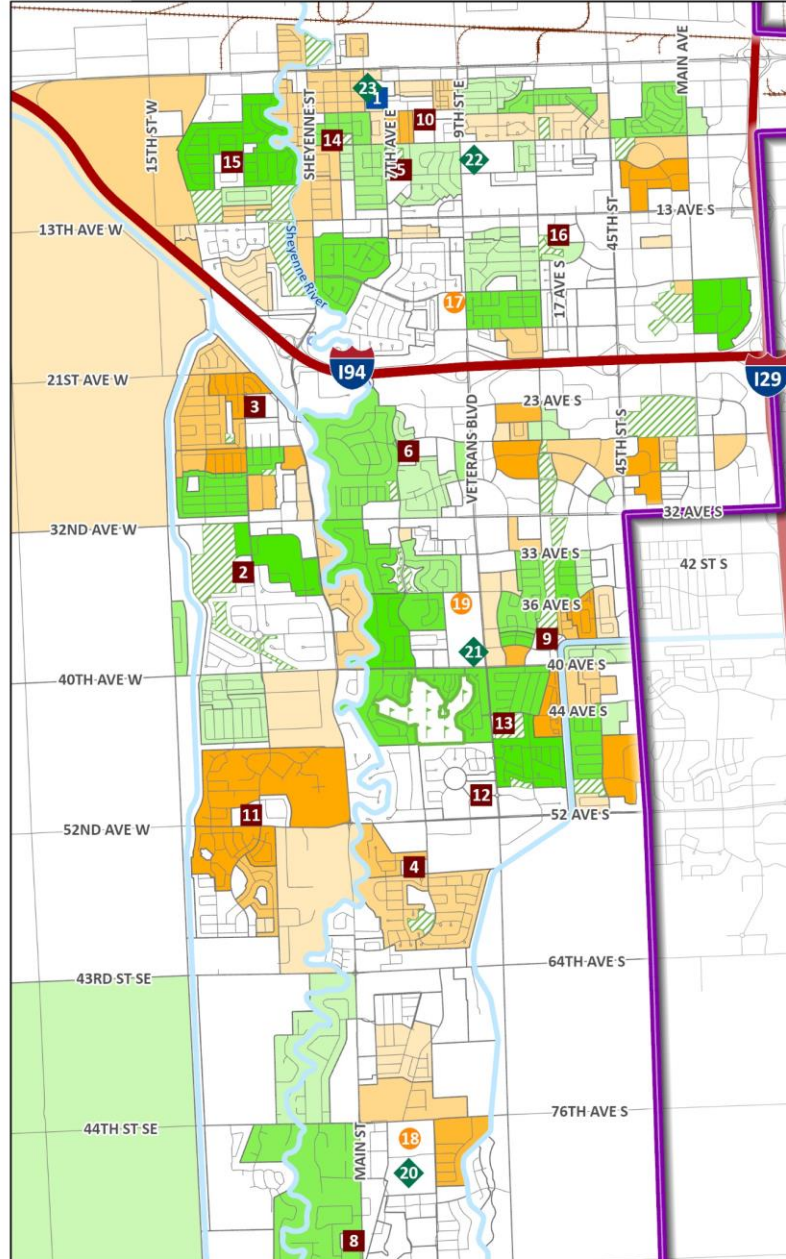 MAIN AVE
SHEYENNE ST
15TH ST W
9TH ST E
7TH AVE E
23
1
10
14
15
5
22
45TH ST
13 AVE S
13TH AVE W
16
17 AVE S
Sheyenne River
17
I94
I29
21ST AVE W
23 AVE S
3
VETERANS BLVD
45TH ST S
6
32 AVE S
32ND AVE W
33 AVE S
42 ST S
2
19
36 AVE S
9
21
40 AVE S
40TH AVE W
44 AVE S
13
12
11
52 AVE S
52ND AVE W
4
64TH AVE S
43RD ST SE
76TH AVE S
44TH ST SE
MAIN ST
18
20
8